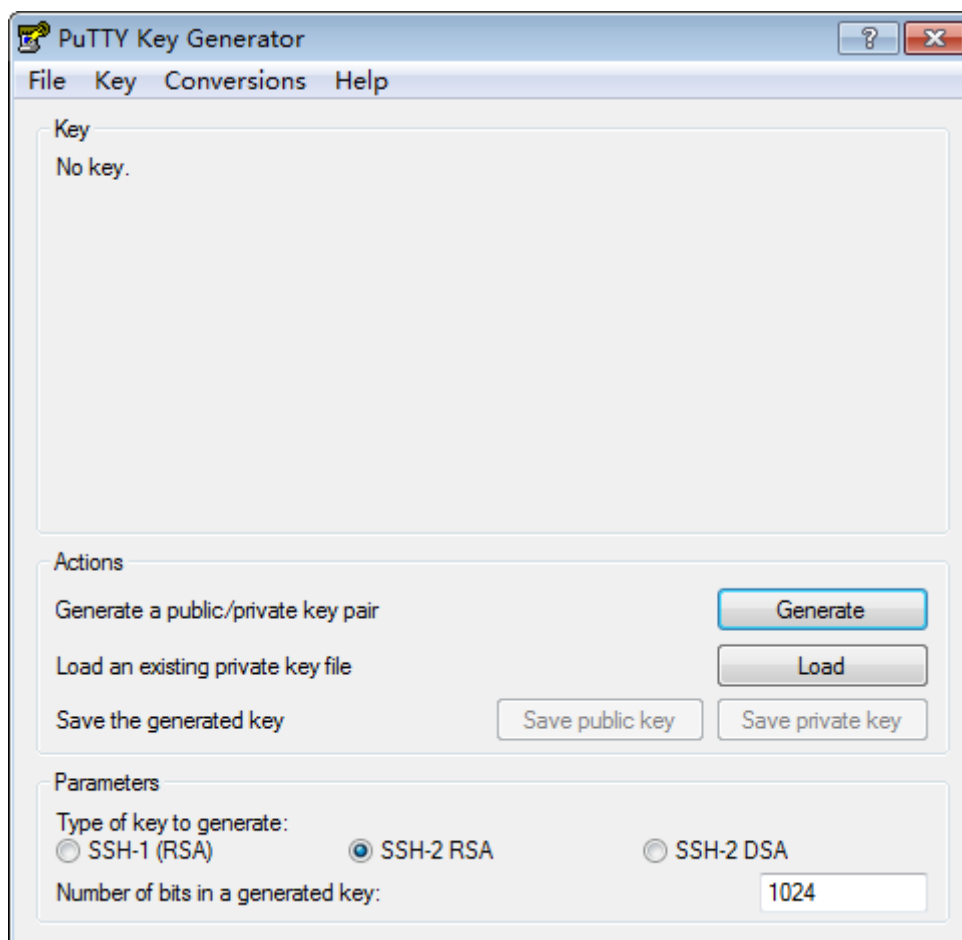 PuTTY Key Generator
?
File Key Conversions Help
Key
No key.
Actions
Generate a public/private key pair Generate
Load an existing private key file Load
Save the generated key Save public key Save private key
Parameters
Type of key to generate:
SSH-1 (RSA) SSH-2 RSA SSH-2 DSA
Number of bits in a generated key: 1024